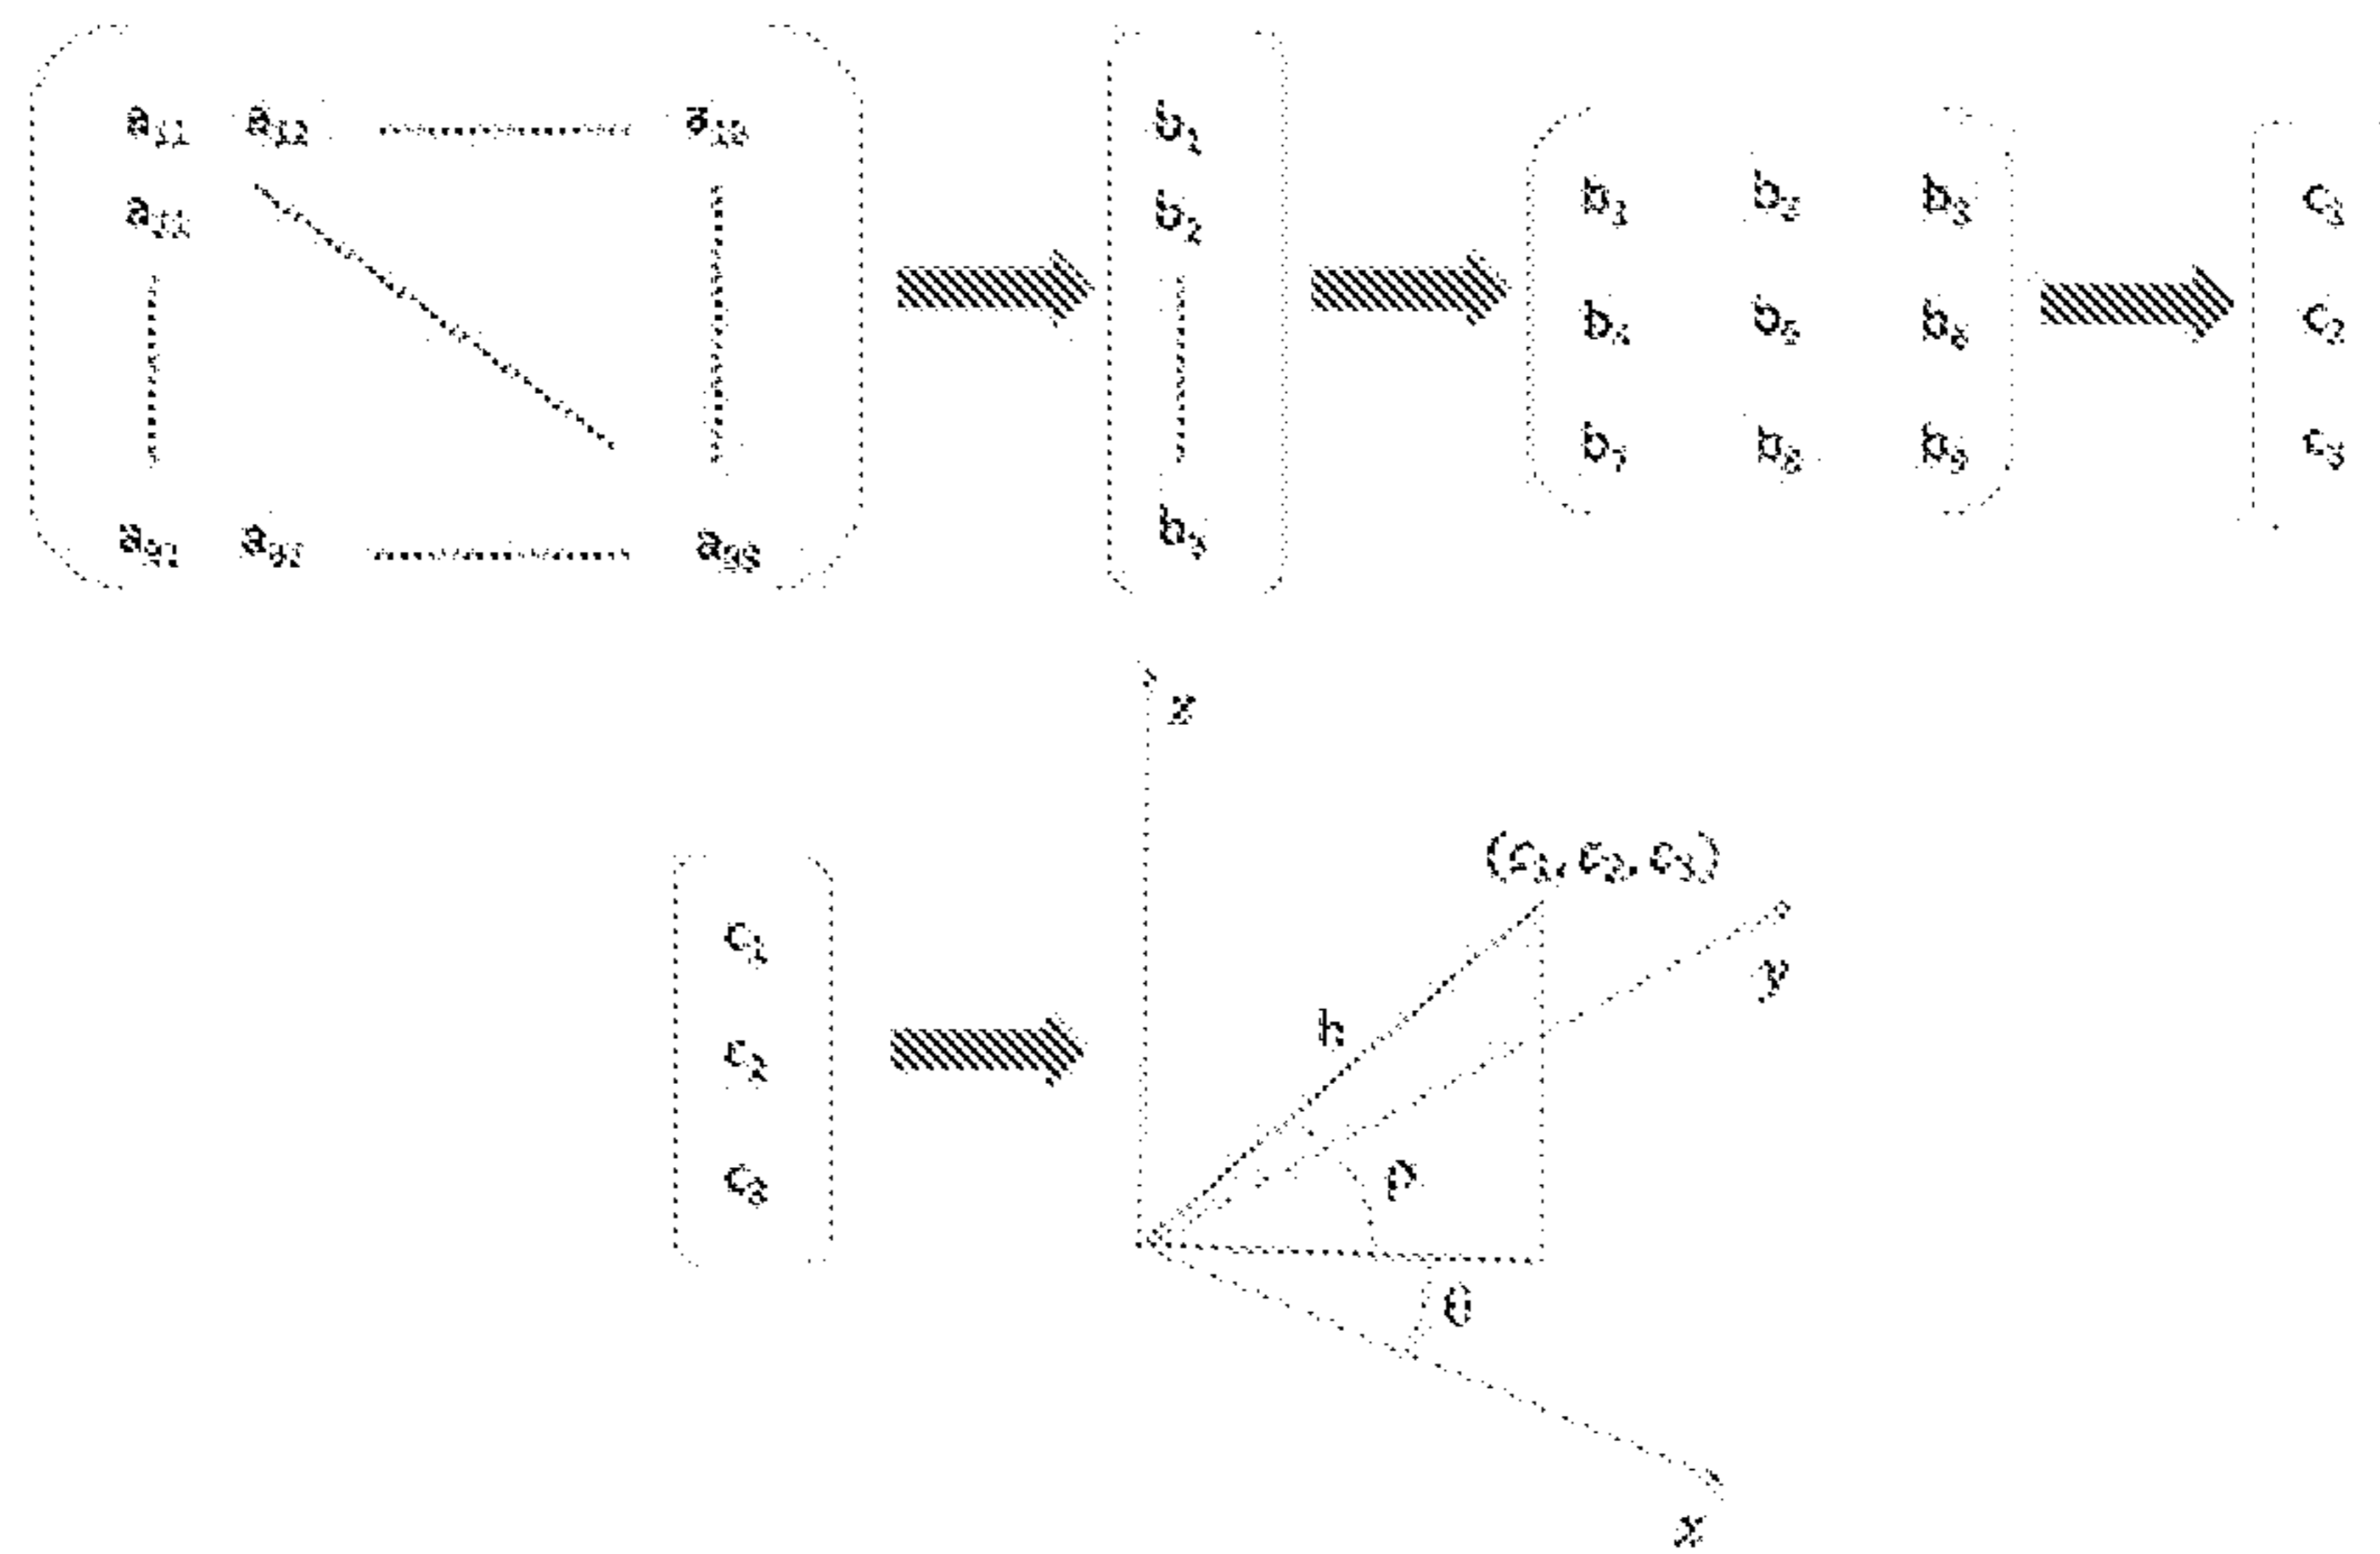 a₁₁ a₁₂ a₁₉ b₁
b₂
b₁ b₂ b₃ c₁
b₄ b₅ b₆ c₂
b₇ b₈ b₉ c₃
a₉₁ a₉₂ a₉₉ b₉
z
(c₁, c₂, c₃)
y
c₁
h
c₂
ρ
c₃
θ
x